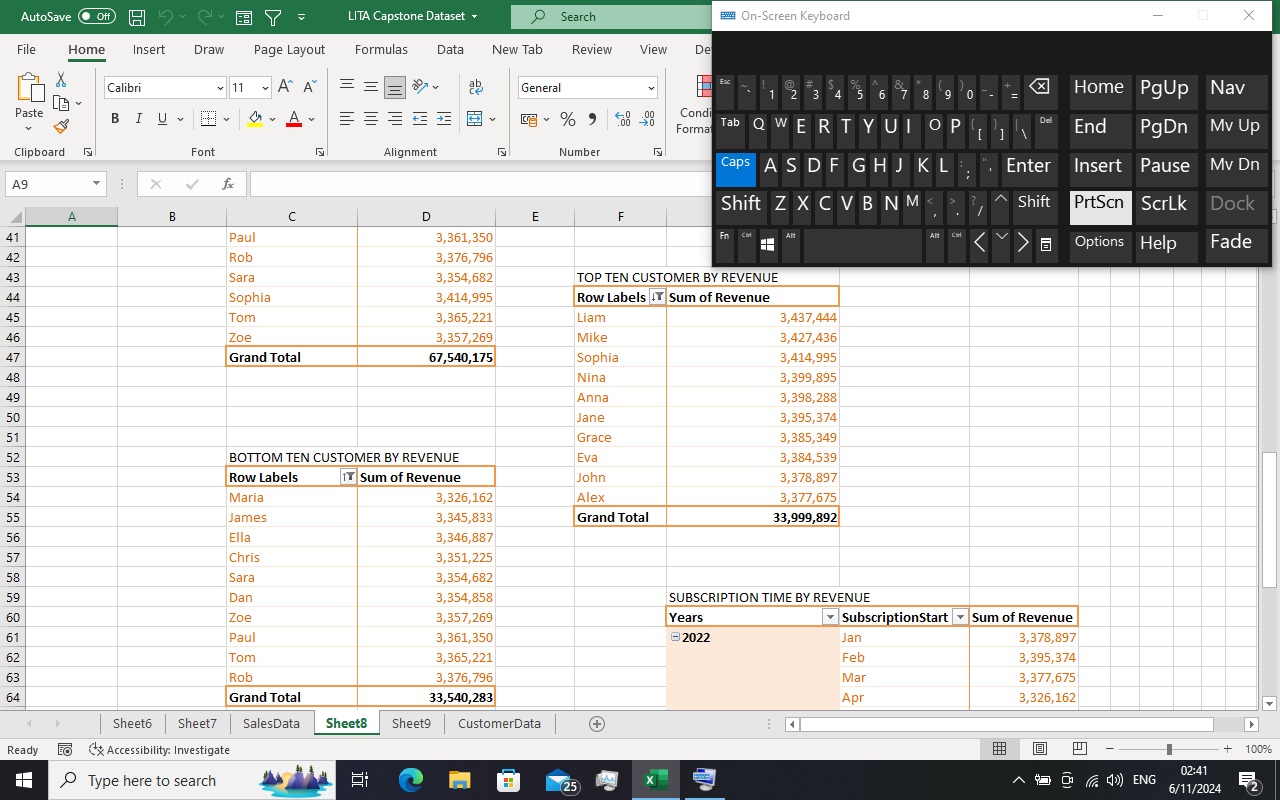 AutoSave Off LITA Capstone Dataset Search
On-Screen Keyboard
File Home Insert Draw Page Layout Formulas Data New Tab Review View De
Paste
Clipboard
Calibri 11
B I U
Font
Alignment
General
Number
Condi
Format
Esc ~ ` ! 1 @ 2 # 3 $ 4 % 5 ^ 6 & 7 * 8 ( 9 ) 0 _ - + = Home PgUp Nav
Tab Q W E R T Y U I O P { [ } ] | \ Del End PgDn Mv Up
Caps A S D F G H J K L : ; " ' Enter Insert Pause Mv Dn
Shift Z X C V B N M < , > . ? / Shift PrtScn ScrLk Dock
Fn Ctrl Alt Alt Ctrl Options Help Fade
A9 fx
A B C D E F
41 Paul 3,361,350
42 Rob 3,376,796
43 Sara 3,354,682 TOP TEN CUSTOMER BY REVENUE
44 Sophia 3,414,995 Row Labels Sum of Revenue
45 Tom 3,365,221 Liam 3,437,444
46 Zoe 3,357,269 Mike 3,427,436
47 Grand Total 67,540,175 Sophia 3,414,995
48 Nina 3,399,895
49 Anna 3,398,288
50 Jane 3,395,374
51 Grace 3,385,349
52 BOTTOM TEN CUSTOMER BY REVENUE Eva 3,384,539
53 Row Labels Sum of Revenue John 3,378,897
54 Maria 3,326,162 Alex 3,377,675
55 James 3,345,833 Grand Total 33,999,892
56 Ella 3,346,887
57 Chris 3,351,225
58 Sara 3,354,682
59 Dan 3,354,858 SUBSCRIPTION TIME BY REVENUE
60 Zoe 3,357,269 Years SubscriptionStart Sum of Revenue
61 Paul 3,361,350 2022 Jan 3,378,897
62 Tom 3,365,221 Feb 3,395,374
63 Rob 3,376,796 Mar 3,377,675
64 Grand Total 33,540,283 Apr 3,326,162
Sheet6 Sheet7 SalesData Sheet8 Sheet9 CustomerData
Ready Accessibility: Investigate 100%
Type here to search 25 ENG 02:41 6/11/2024 2